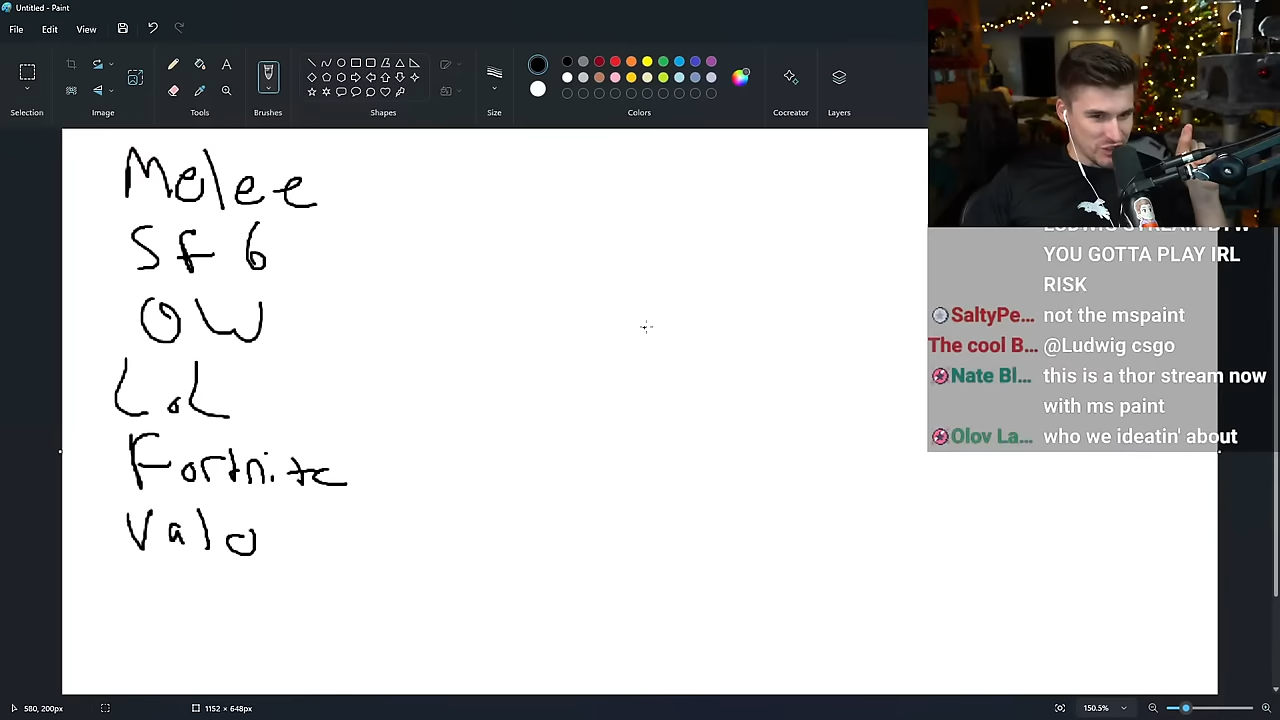 Untitled - Paint
File Edit View
Selection Image Tools Brushes Shapes Size Colors Cocreator Layers
Melee
SF 6
OW
LoL
Fortnite
Valo
YOU GOTTA PLAY IRL
RISK
SaltyPe... not the mspaint
The cool B... @Ludwig csgo
Nate Bl... this is a thor stream now
with ms paint
Olov La... who we ideatin' about
580, 200px 1152 × 648px 150.5%